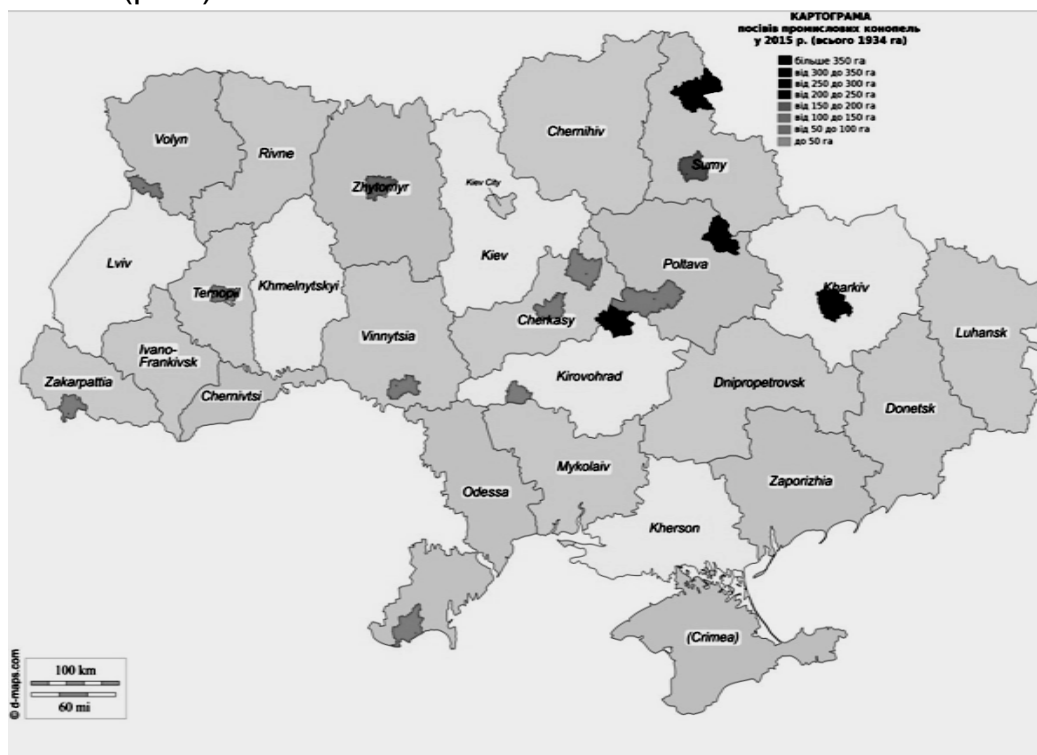 КАРТОГРАМА
посівів промислових конопель
у 2015 р. (всього 1934 га)
більше 350 га
від 300 до 350 га
від 250 до 300 га
від 200 до 250 га
від 150 до 200 га
від 100 до 150 га
від 50 до 100 га
до 50 га
Volyn
Rivne
Zhytomyr
Chernihiv
Sumy
Kiev City
Kiev
Lviv
Ternopil
Khmelnytskyi
Poltava
Kharkiv
Luhansk
Cherkasy
Vinnytsia
Ivano-
Frankivsk
Zakarpattia
Chernivtsi
Kirovohrad
Dnipropetrovsk
Donetsk
Mykolaiv
Zaporizhia
Odessa
Kherson
(Crimea)
100 km
60 mi
© d-maps.com